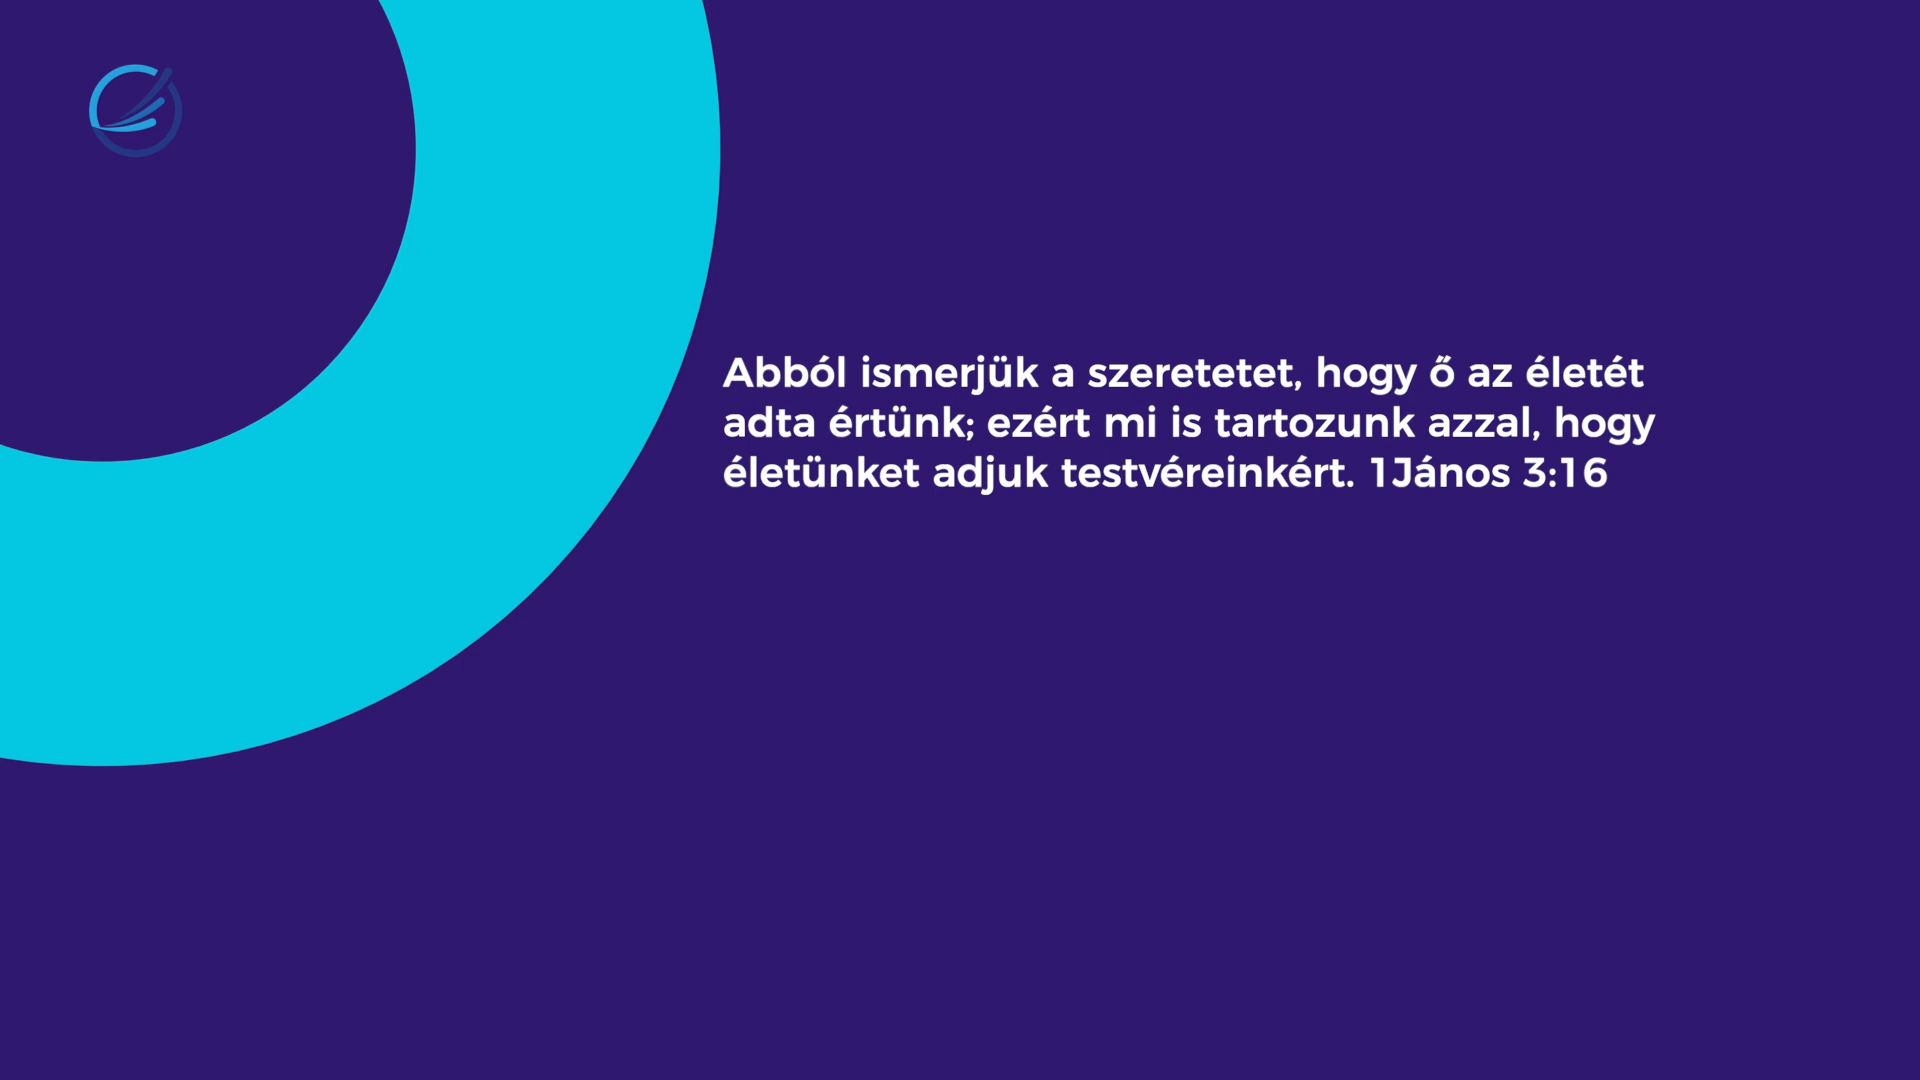 Abból ismerjük a szeretetet, hogy ő az életét
adta értünk; ezért mi is tartozunk azzal, hogy
életünket adjuk testvéreinkért. 1János 3:16